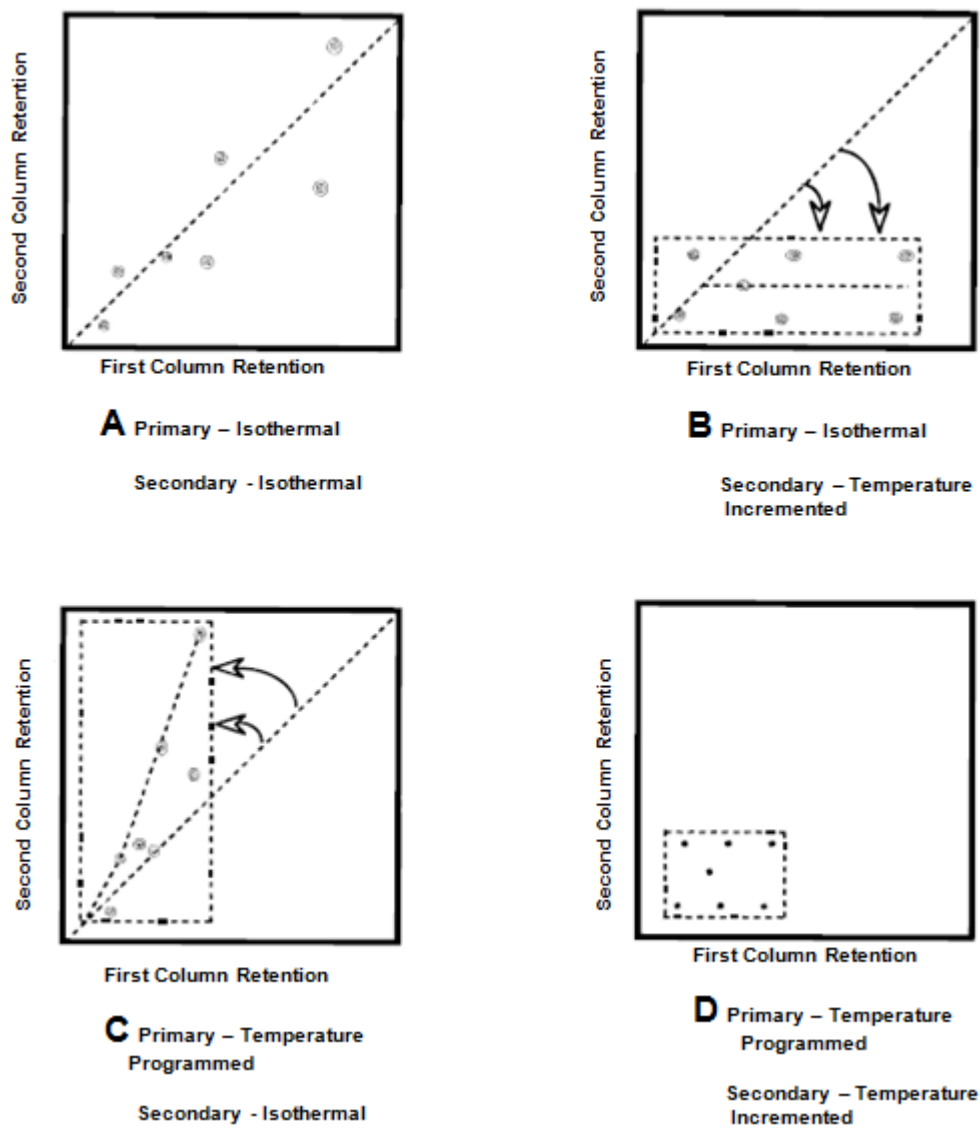 Second Column Retention
First Column Retention
A Primary – Isothermal
Secondary - Isothermal
Second Column Retention
First Column Retention
B Primary – Isothermal
Secondary – Temperature
Incremented
Second Column Retention
First Column Retention
C Primary – Temperature
Programmed
Secondary – Isothermal
Second Column Retention
First Column Retention
D Primary – Temperature
Programmed
Secondary – Temperature
Incremented